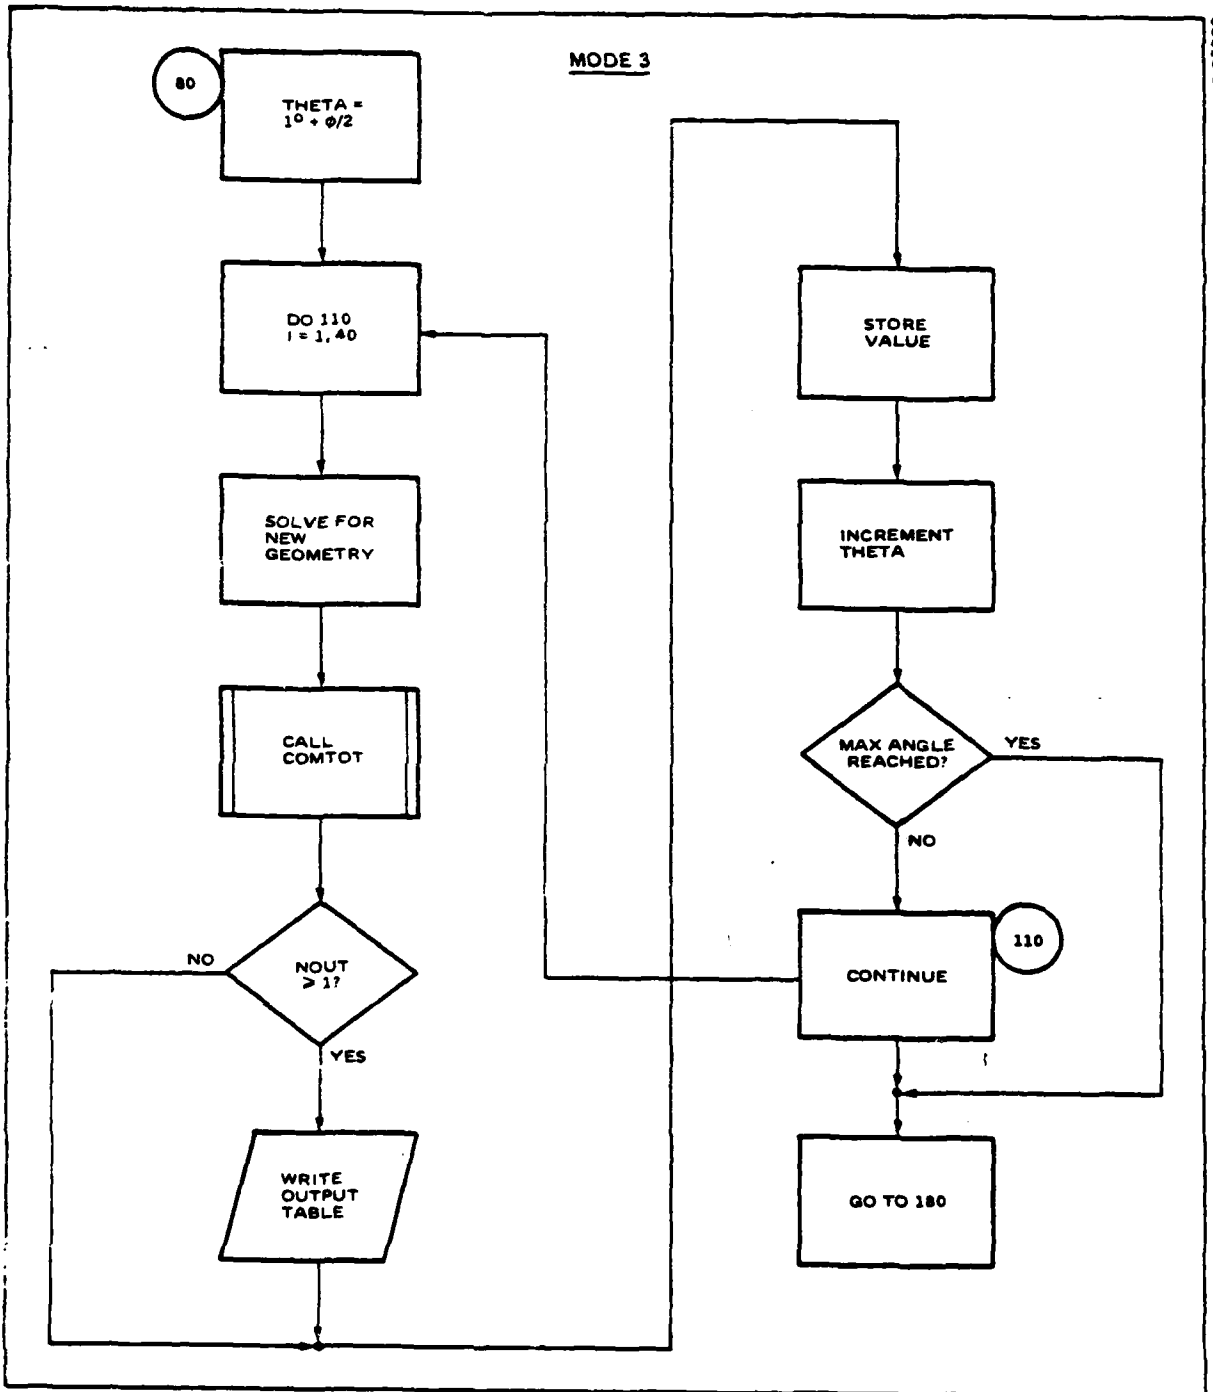 MODE 3
80
THETA =
1° + φ/2
DO 110
I = 1, 40
SOLVE FOR
NEW
GEOMETRY
CALL
COMTOT
NO
NOUT
≥ 1?
YES
WRITE
OUTPUT
TABLE
STORE
VALUE
INCREMENT
THETA
MAX ANGLE
REACHED?
YES
NO
110
CONTINUE
GO TO 180